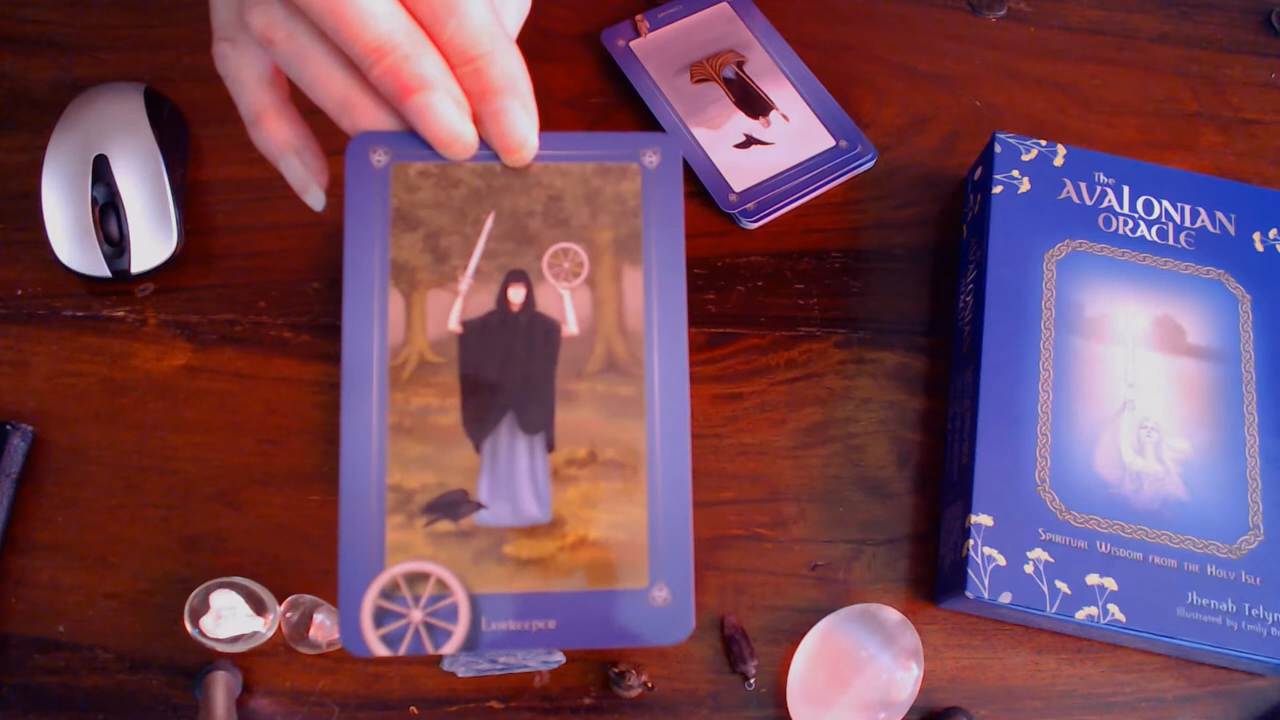 The
AVALONIAN
ORACLE
SPIRITUAL WISDOM FROM THE HOLY ISLE
Jhenah Telyn
Illustrated by Emily
Lorekeeper